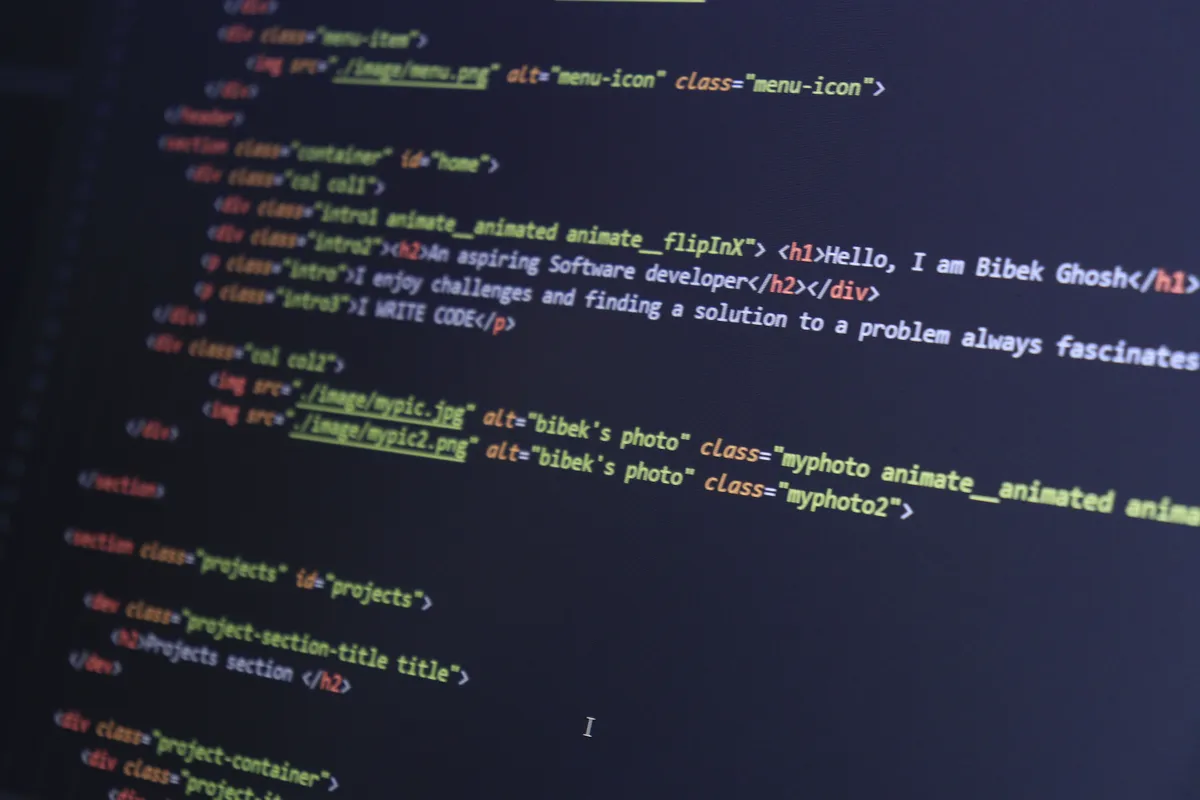 </div>
<div class="menu-item">
<img src="./image/menu.png" alt="menu-icon" class="menu-icon">
</div>
</header>
<section class="container" id="home">
<div class="col col1">
<div class="intro1 animate__animated animate__flipInX"> <h1>Hello, I am Bibek Ghosh</h1>
<div class="intro2"><h2>An aspiring Software developer</h2></div>
<p class="intro">I enjoy challenges and finding a solution to a problem always fascinates
<p class="intro3">I WRITE CODE</p>
</div>
<div class="col col2">
<img src="./image/mypic.jpg" alt="bibek's photo" class="myphoto animate__animated anima
<img src="./image/mypic2.png" alt="bibek's photo" class="myphoto2">
</div>
</section>
<section class="projects" id="projects">
<dev class="project-section-title title">
<h2>Projects section </h2>
</dev>
<div class="project-container">
<div class="project-it